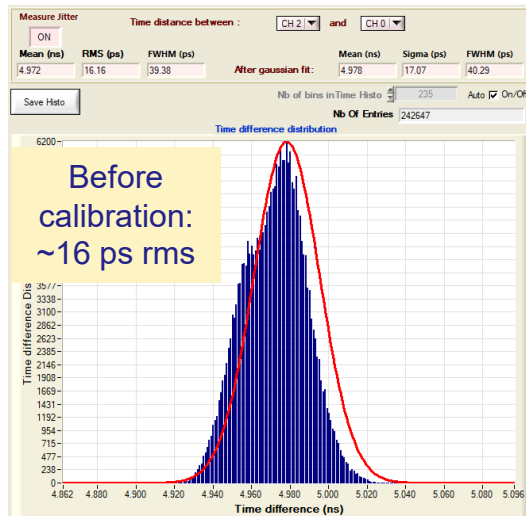 Measure Jitter
ON
Time distance between :
CH 2
and
CH 0
Mean (ns)
RMS (ps)
FWHM (ps)
Mean (ns)
Sigma (ps)
FWHM (ps)
4.972
16.16
39.38
After gaussian fit:
4.978
17.07
40.29
Save Histo
Nb of bins in Time Histo
235
Auto
On/Off
Nb Of Entries
242647
Time difference distribution
6200-
Before
calibration:
~16 ps rms
3577-
3338-
3100-
2862-
2623-
2385-
2146-
1908-
1669-
1431-
1192-
954-
715-
477-
238-
0-
Time difference Dis
4.862 4.880 4.900 4.920 4.940 4.960 4.980 5.000 5.020 5.040 5.060 5.080 5.096
Time difference (ns)